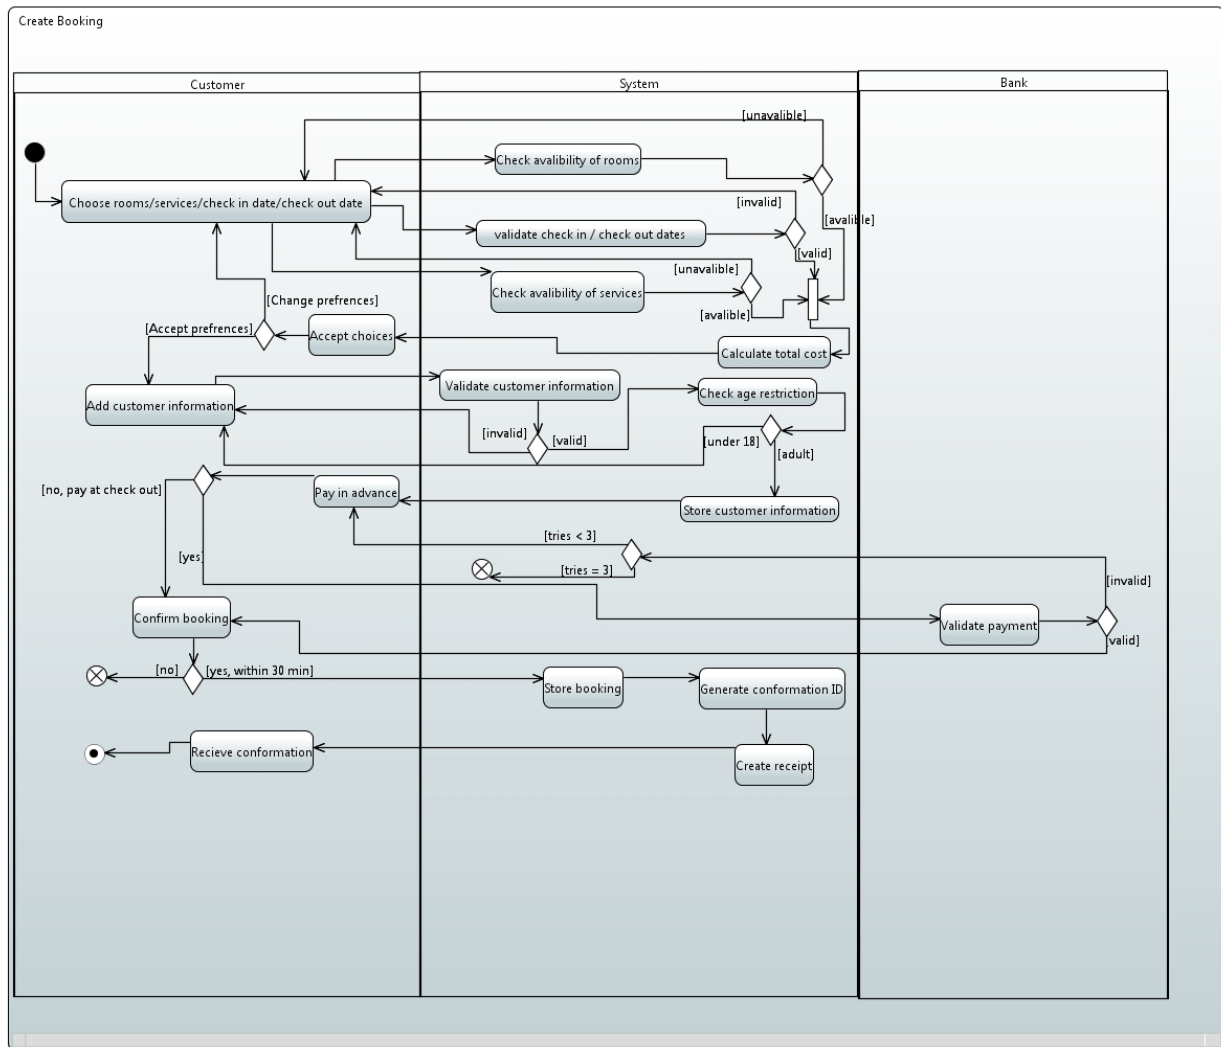 Create Booking
Customer
System
Bank
[unavalible]
Check avalibility of rooms
Choose rooms/services/check in date/check out date
[invalid]
[avalible]
validate check in / check out dates
[valid]
[unavalible]
Check avalibility of services
[Change prefrences]
[avalible]
[Accept prefrences]
Accept choices
Calculate total cost
Validate customer information
Check age restriction
Add customer information
[invalid]
[valid]
[under 18]
[adult]
[no, pay at check out]
Pay in advance
Store customer information
[tries < 3]
[yes]
[tries = 3]
[invalid]
Confirm booking
Validate payment
[valid]
[no]
[yes, within 30 min]
Store booking
Generate conformation ID
Recieve conformation
Create receipt